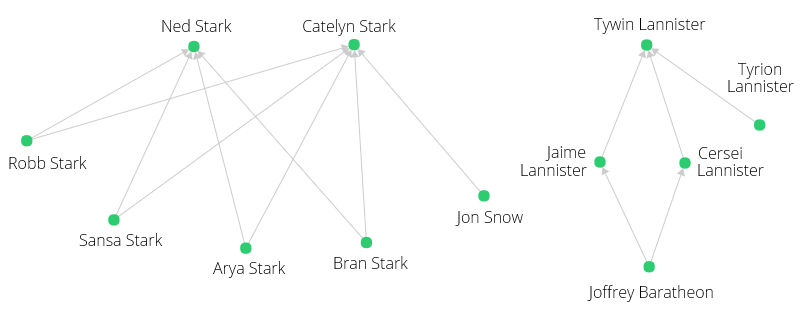 Ned Stark
Catelyn Stark
Tywin Lannister
Tyrion
Lannister
Robb Stark
Jaime
Lannister
Cersei
Lannister
Jon Snow
Sansa Stark
Arya Stark
Bran Stark
Joffrey Baratheon